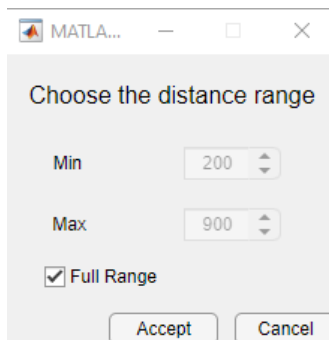 MATLA...
Choose the distance range
Min 200
Max 900
Full Range
Accept Cancel